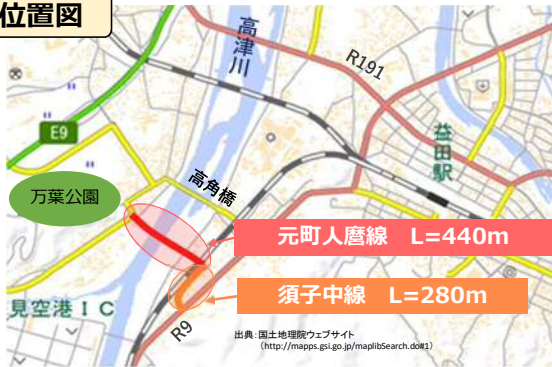 位置図
高津川
R191
E9
益田駅
万葉公園
高角橋
元町人麿線 L=440m
見空港IC
須子中線 L=280m
R9
出典：国土地理院ウェブサイト
（http://mapps.gsi.go.jp/maplibSearch.do#1）